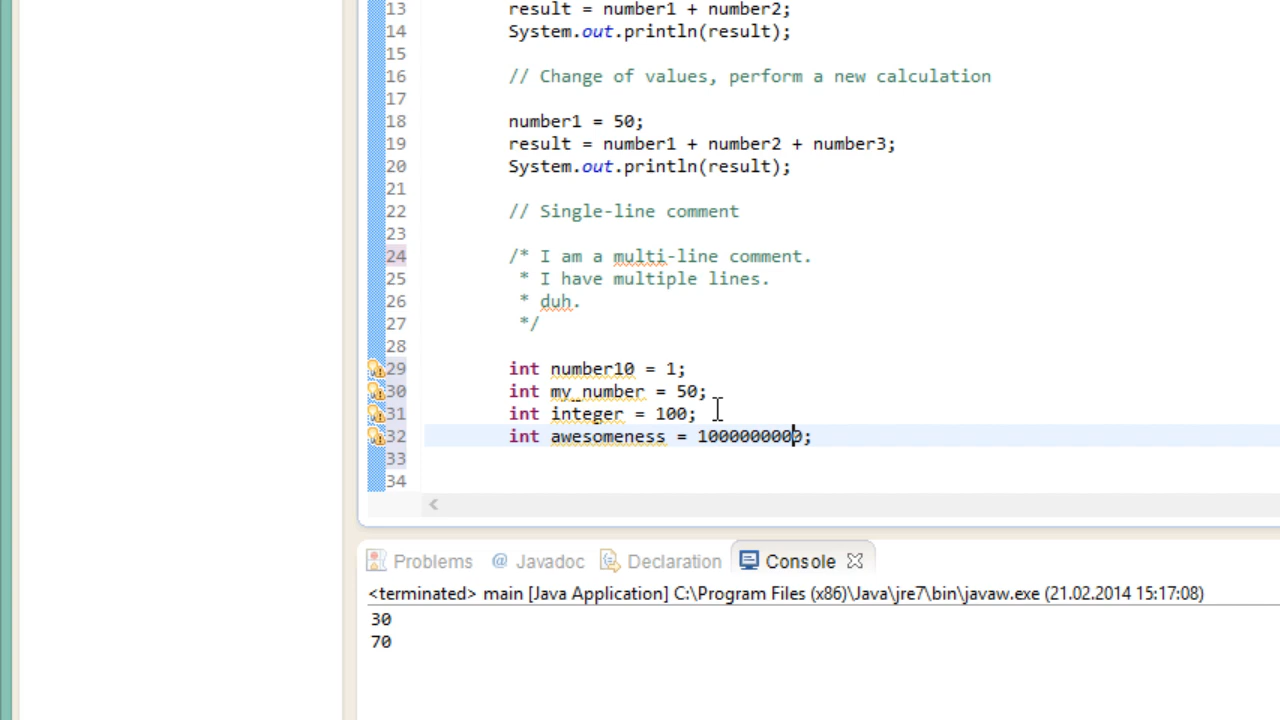 13 result = number1 + number2;
14 System.out.println(result);
15
16 // Change of values, perform a new calculation
17
18 number1 = 50;
19 result = number1 + number2 + number3;
20 System.out.println(result);
21
22 // Single-line comment
23
24 /* I am a multi-line comment.
25 * I have multiple lines.
26 * duh.
27 */
28
29 int number10 = 1;
30 int my_number = 50;
31 int integer = 100;
32 int awesomeness = 1000000000;
33
34
Problems @ Javadoc Declaration Console
<terminated> main [Java Application] C:\Program Files (x86)\Java\jre7\bin\javaw.exe (21.02.2014 15:17:08)
30
70